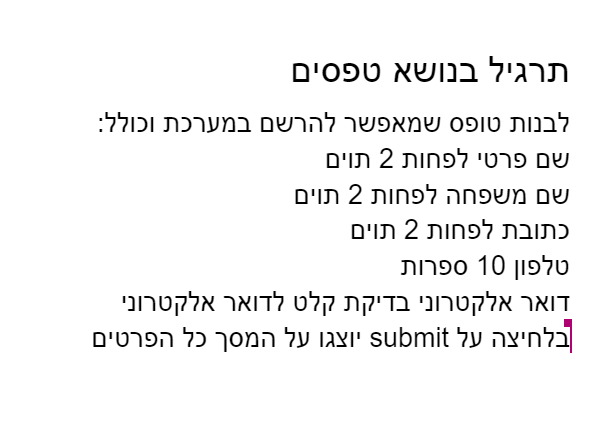 תרגיל בנושא טפסים
לבנות טופס שמאפשר להרשם במערכת וכולל:
שם פרטי לפחות 2 תוים
שם משפחה לפחות 2 תוים
כתובת לפחות 2 תוים
טלפון 10 ספרות
דואר אלקטרוני בדיקת קלט לדואר אלקטרוני
בלחיצה על submit יוצגו על המסך כל הפרטים